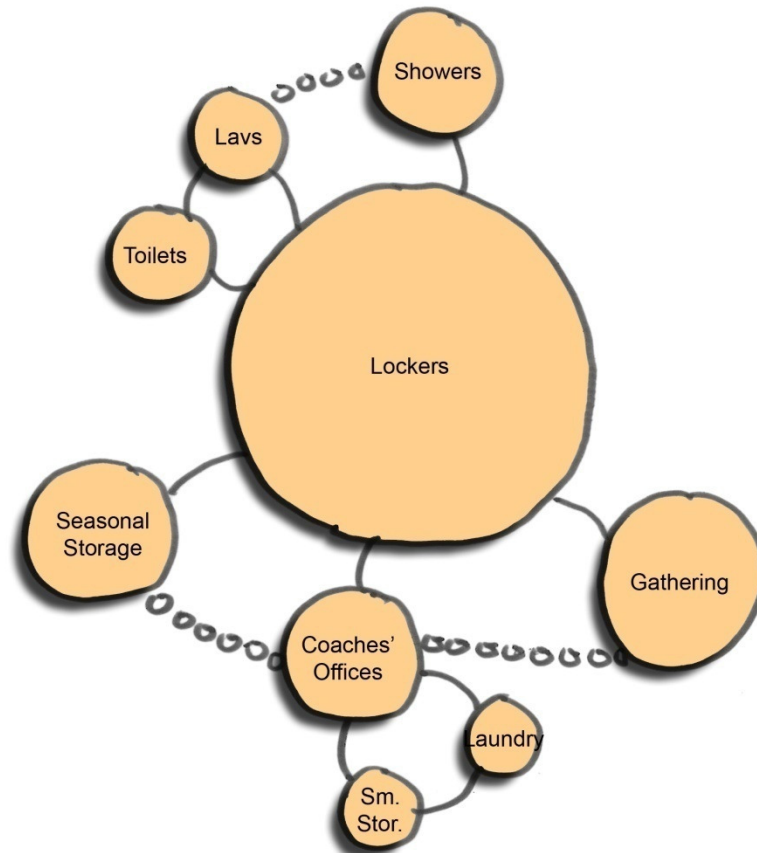 Showers
Lavs
Toilets
Lockers
Seasonal
Storage
Gathering
Coaches’
Offices
Laundry
Sm.
Stor.